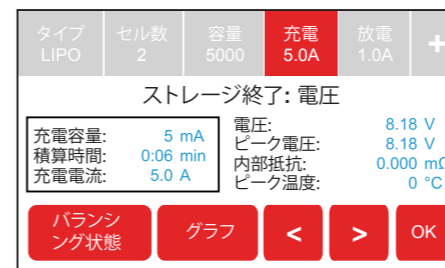 タイプ セル数 容量 充電 放電 +
LIPO 2 5000 5.0A 1.0A
ストレージ終了: 電圧
充電容量: 5 mA
積算時間: 0:06 min
充電電流: 5.0 A
電圧: 8.18 V
ピーク電圧: 8.18 V
内部抵抗: 0.000 mΩ
ピーク温度: 0 °C
バランシ
ング状態
グラフ
<
>
OK